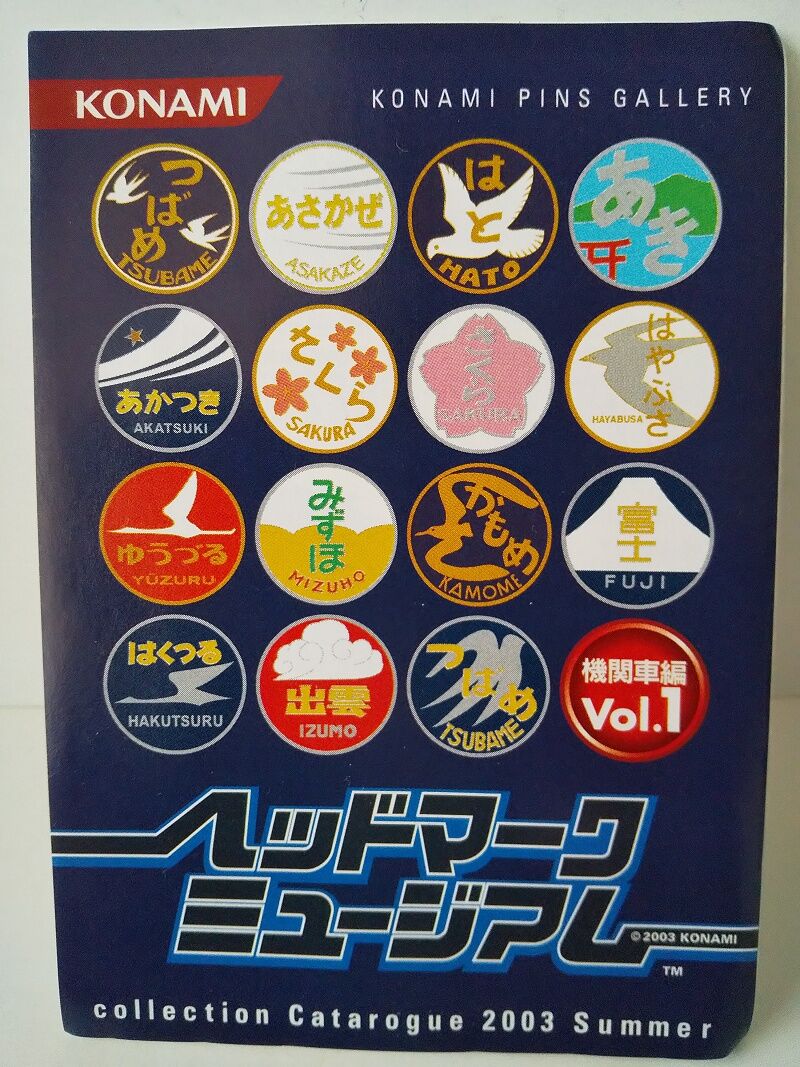 KONAMI
KONAMI PINS GALLERY
つばめ
TSUBAME
あさかぜ
ASAKAZE
はと
HATO
あき
あかつき
AKATSUKI
さくら
SAKURA
さくら
SAKURA
はやぶさ
HAYABUSA
ゆうづる
YŪZURU
みずほ
MIZUHO
かもめ
KAMOME
富士
FUJI
はくつる
HAKUTSURU
出雲
IZUMO
つばめ
TSUBAME
機関車編
Vol.1
ヘッドマーク
ミュージアム
©2003 KONAMI
TM
collection Catarogue 2003 Summer